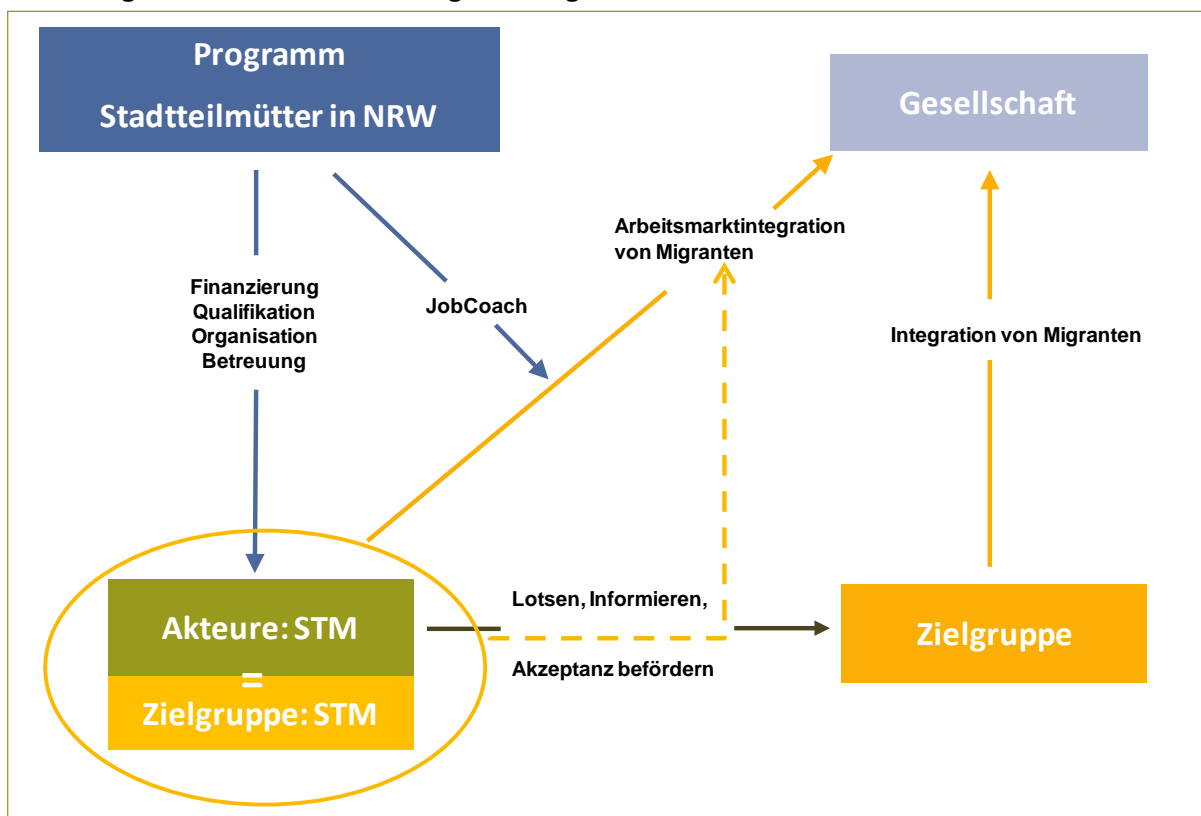 Programm
Stadtteilmütter in NRW
Gesellschaft
Arbeitsmarktintegration
von Migranten
Finanzierung
Qualifikation
Organisation
Betreuung
JobCoach
Integration von Migranten
Akteure: STM
=
Zielgruppe: STM
Lotsen, Informieren,
Akzeptanz befördern
Zielgruppe